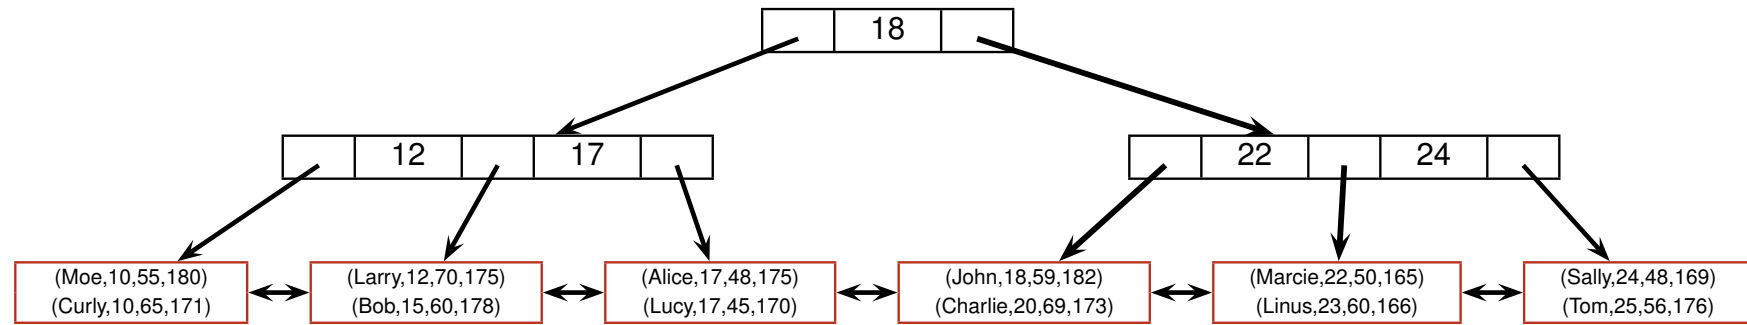 18
12 17
22 24
(Moe,10,55,180)
(Curly,10,65,171)
(Larry,12,70,175)
(Bob,15,60,178)
(Alice,17,48,175)
(Lucy,17,45,170)
(John,18,59,182)
(Charlie,20,69,173)
(Marcie,22,50,165)
(Linus,23,60,166)
(Sally,24,48,169)
(Tom,25,56,176)